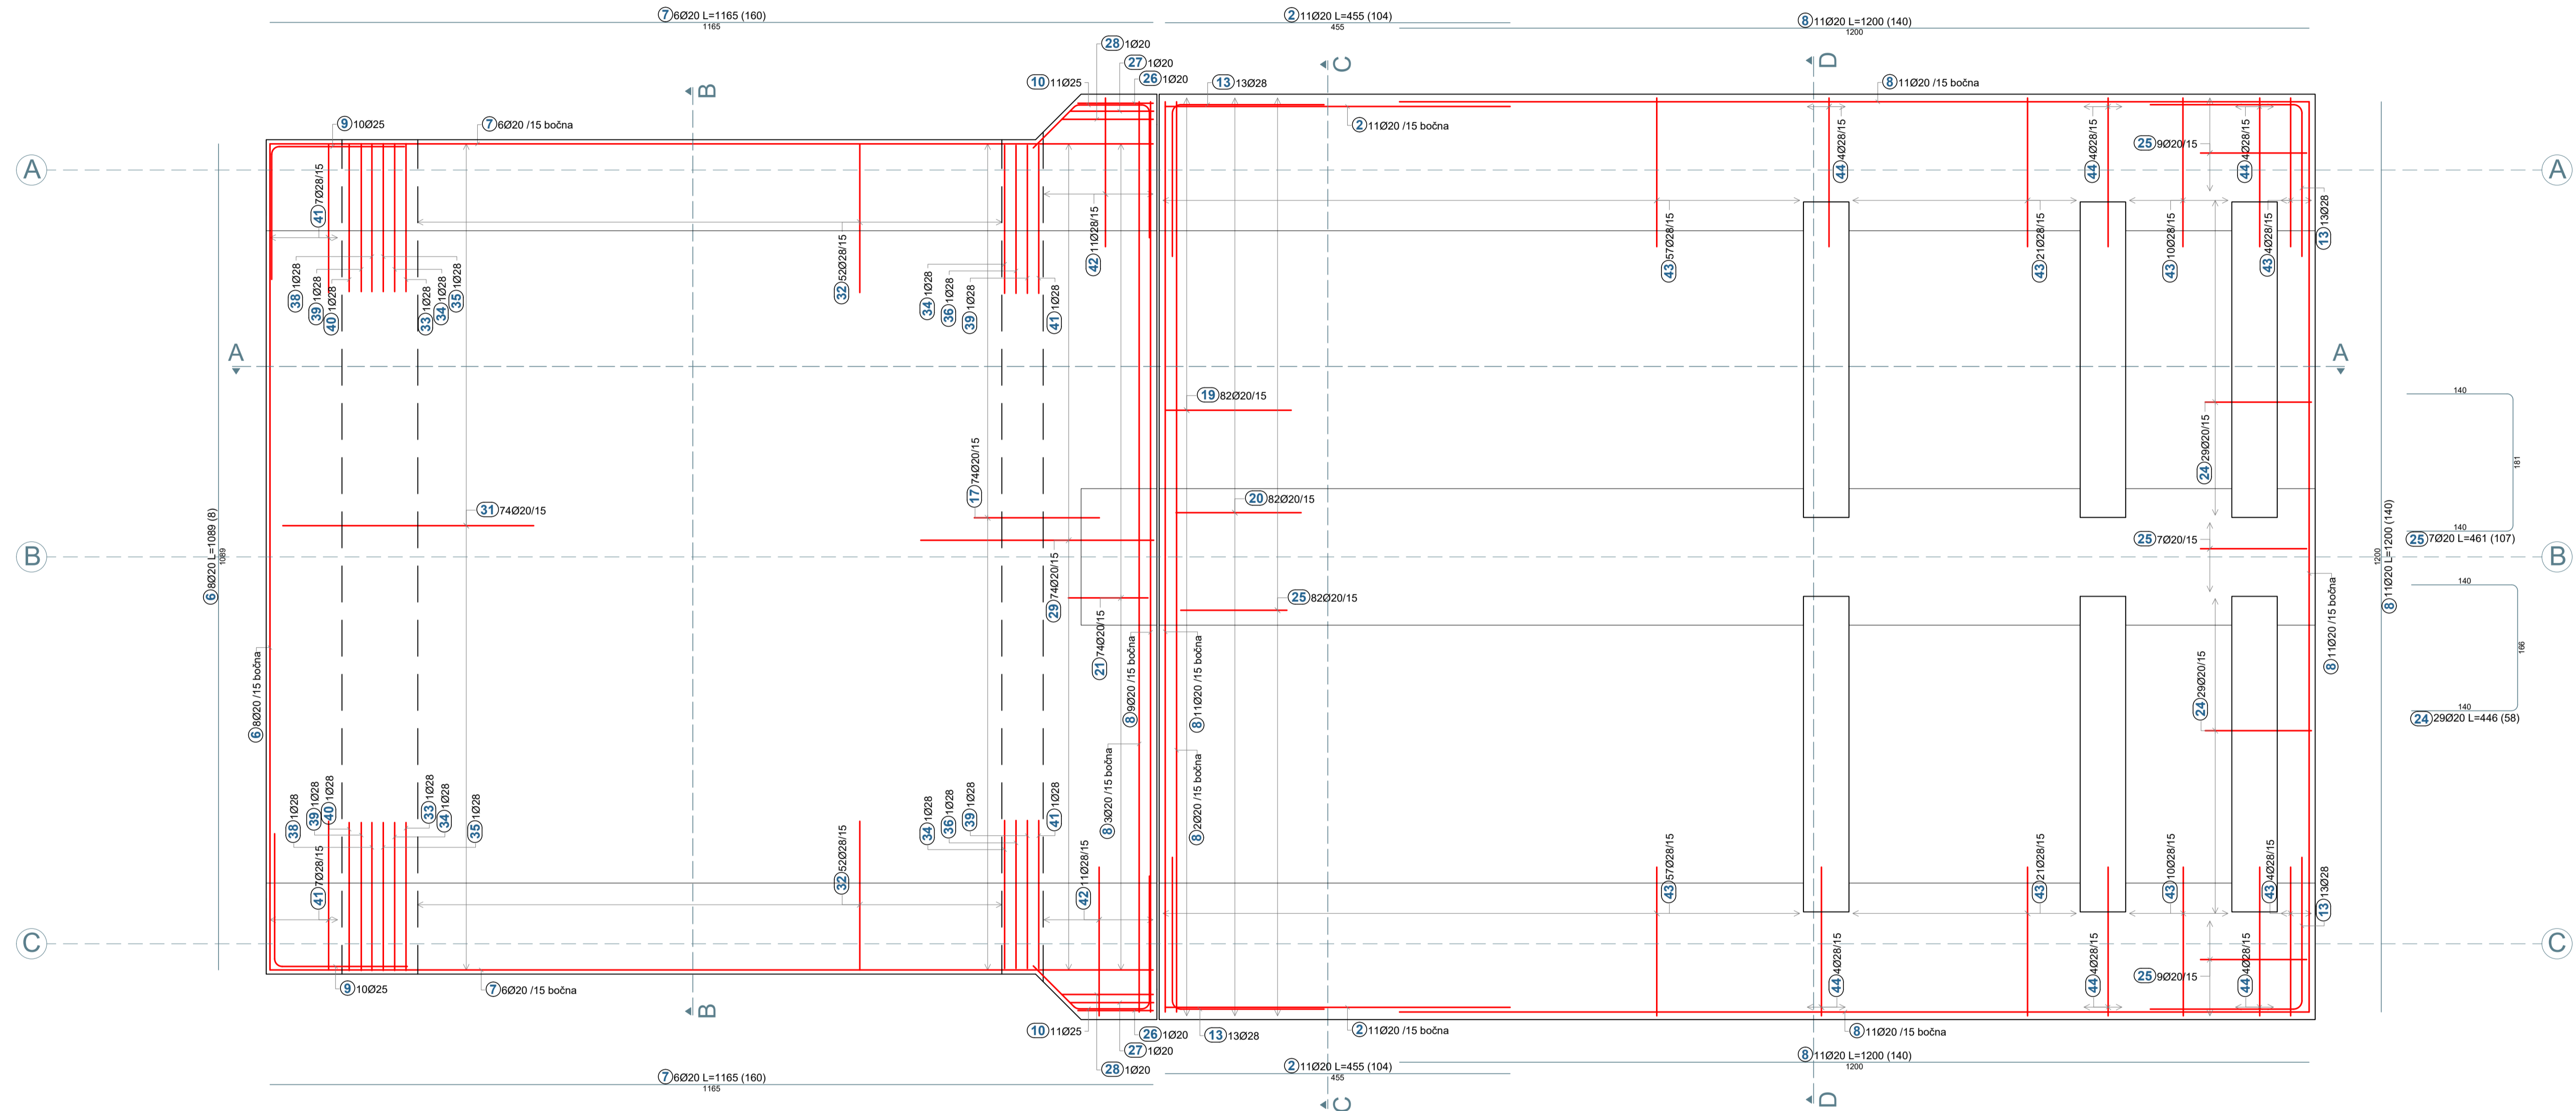 7 6Ø20 L=1165 (160)
1165
2 11Ø20 L=455 (104)
455
8 11Ø20 L=1200 (140)
1200
28 1Ø20
27 1Ø20
26 1Ø20
10 11Ø25
13 13Ø28
B
C
D
8 11Ø20 /15 bočna
9 10Ø25
7 6Ø20 /15 bočna
2 11Ø20 /15 bočna
44 4Ø28/15
44 4Ø28/15
25 9Ø20/15
44 4Ø28/15
A
A
41 7Ø28/15
38 1Ø28
39 1Ø28
40 1Ø28
33 1Ø28
34 1Ø28
35 1Ø28
32 52Ø28/15
34 1Ø28
36 1Ø28
39 1Ø28
41 1Ø28
42 11Ø28/15
43 57Ø28/15
43 21Ø28/15
43 10Ø28/15
43 4Ø28/15
13 13Ø28
A
A
19 82Ø20/15
140
181
140
25 7Ø20 L=461 (107)
24 29Ø20/15
17 74Ø20/15
20 82Ø20/15
31 74Ø20/15
25 7Ø20/15
6 8Ø20 L=1089 (8)
1089
8 11Ø20 L=1200 (140)
1200
B
B
29 74Ø20/15
25 82Ø20/15
21 74Ø20/15
140
166
140
24 29Ø20 L=446 (58)
6 8Ø20 /15 bočna
8 9Ø20 /15 bočna
8 11Ø20 /15 bočna
8 11Ø20 /15 bočna
24 29Ø20/15
8 3Ø20 /15 bočna
8 2Ø20 /15 bočna
38 1Ø28
39 1Ø28
40 1Ø28
33 1Ø28
34 1Ø28
35 1Ø28
34 1Ø28
36 1Ø28
39 1Ø28
41 1Ø28
41 7Ø28/15
32 52Ø28/15
42 11Ø28/15
43 57Ø28/15
43 21Ø28/15
43 10Ø28/15
43 4Ø28/15
13 13Ø28
C
C
9 10Ø25
7 6Ø20 /15 bočna
44 4Ø28/15
44 4Ø28/15
25 9Ø20/15
44 4Ø28/15
B
10 11Ø25
26 1Ø20
27 1Ø20
28 1Ø20
13 13Ø28
2 11Ø20 /15 bočna
8 11Ø20 /15 bočna
7 6Ø20 L=1165 (160)
1165
2 11Ø20 L=455 (104)
455
8 11Ø20 L=1200 (140)
1200
C
D